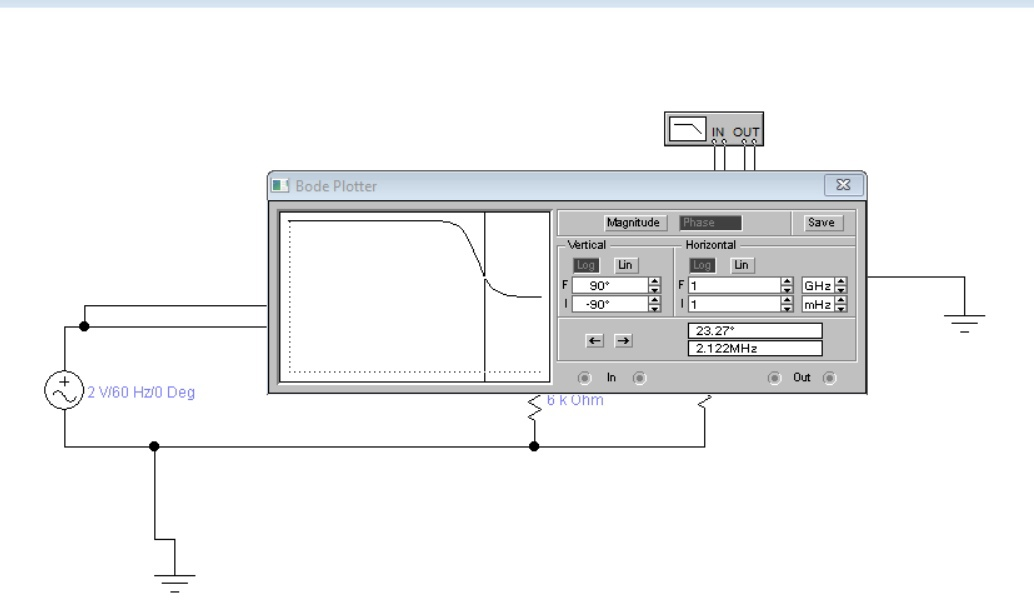 IN OUT
Bode Plotter
Magnitude Phase Save
Vertical Horizontal
Log Lin Log Lin
F 90° F 1 GHz
I -90° I 1 mHz
← →
23.27°
2.122MHz
In Out
2 V/60 Hz/0 Deg
6 k Ohm